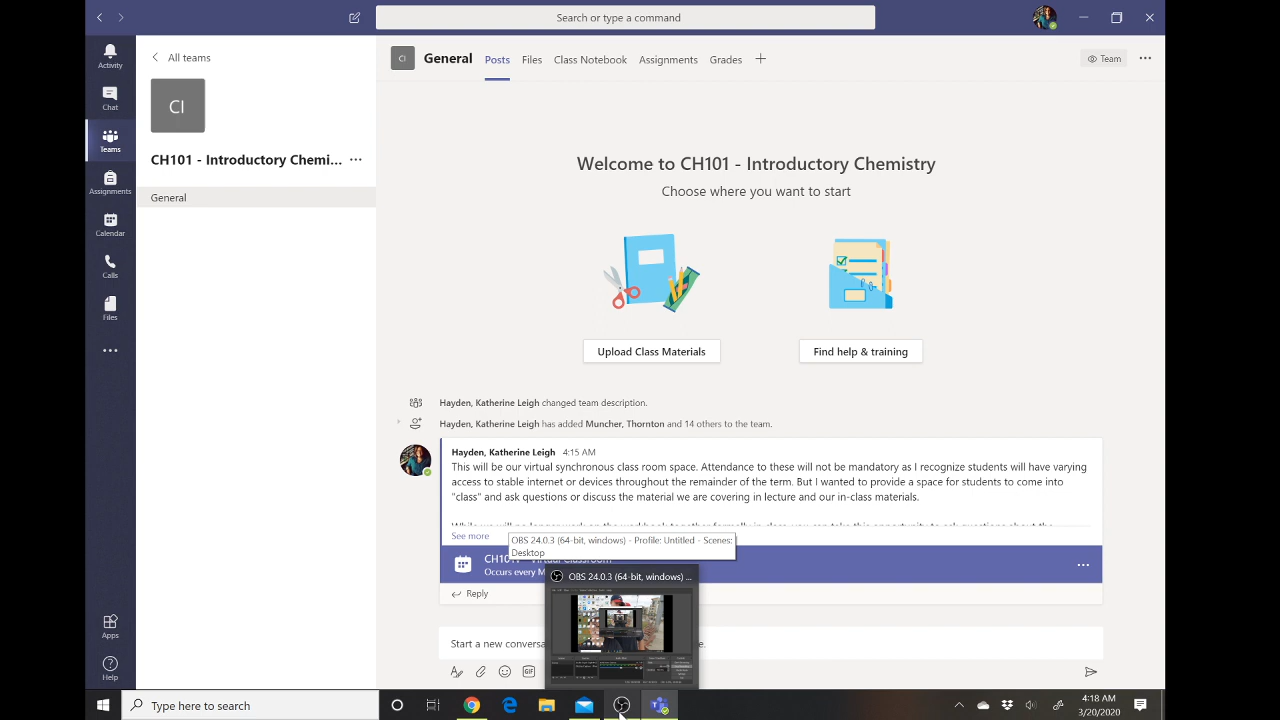 Search or type a command
Activity
Chat
Teams
Assignments
Calendar
Calls
Files
Apps
Help
All teams
CI
CH101 - Introductory Chemi...
General
CI
General
Posts
Files
Class Notebook
Assignments
Grades
Team
Welcome to CH101 - Introductory Chemistry
Choose where you want to start
Upload Class Materials
Find help & training
Hayden, Katherine Leigh changed team description.
Hayden, Katherine Leigh has added Muncher, Thornton and 14 others to the team.
Hayden, Katherine Leigh 4:15 AM
This will be our virtual synchronous class room space. Attendance to these will not be mandatory as I recognize students will have varying
access to stable internet or devices throughout the remainder of the term. But I wanted to provide a space for students to come into
"class" and ask questions or discuss the material we are covering in lecture and our in-class materials.
See more
OBS 24.0.3 (64-bit, windows) - Profile: Untitled - Scenes:
Desktop
CH101 - Virtual Classroom
Occurs every M
OBS 24.0.3 (64-bit, windows) ...
Reply
Start a new conversa
e.
GIF
Type here to search
4:18 AM
3/20/2020